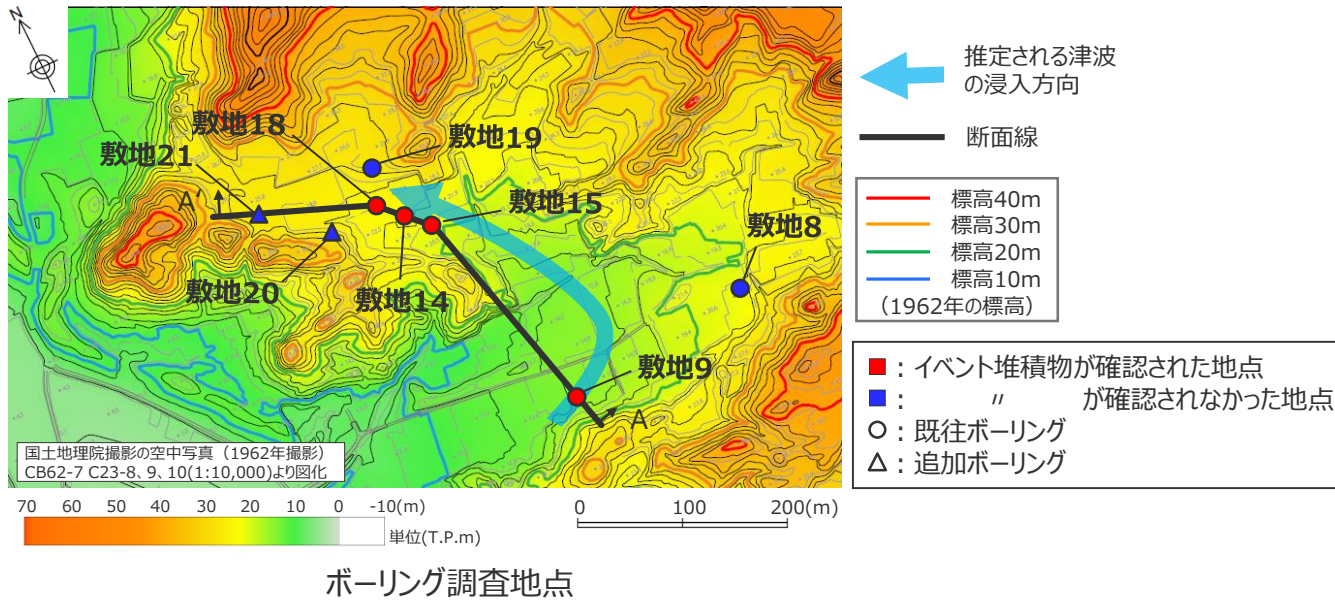 N
敷地18
敷地19
敷地21
A'
敷地15
敷地8
敷地20
敷地14
敷地9
A
国土地理院撮影の空中写真（1962年撮影）
CB62-7 C23-8、9、10(1:10,000)より図化
70 60 50 40 30 20 10 0 -10(m)
単位(T.P.m)
0 100 200(m)
ボーリング調査地点
推定される津波
の浸入方向
断面線
標高40m
標高30m
標高20m
標高10m
（1962年の標高）
■：イベント堆積物が確認された地点
■： 〃 が確認されなかった地点
○：既往ボーリング
△：追加ボーリング